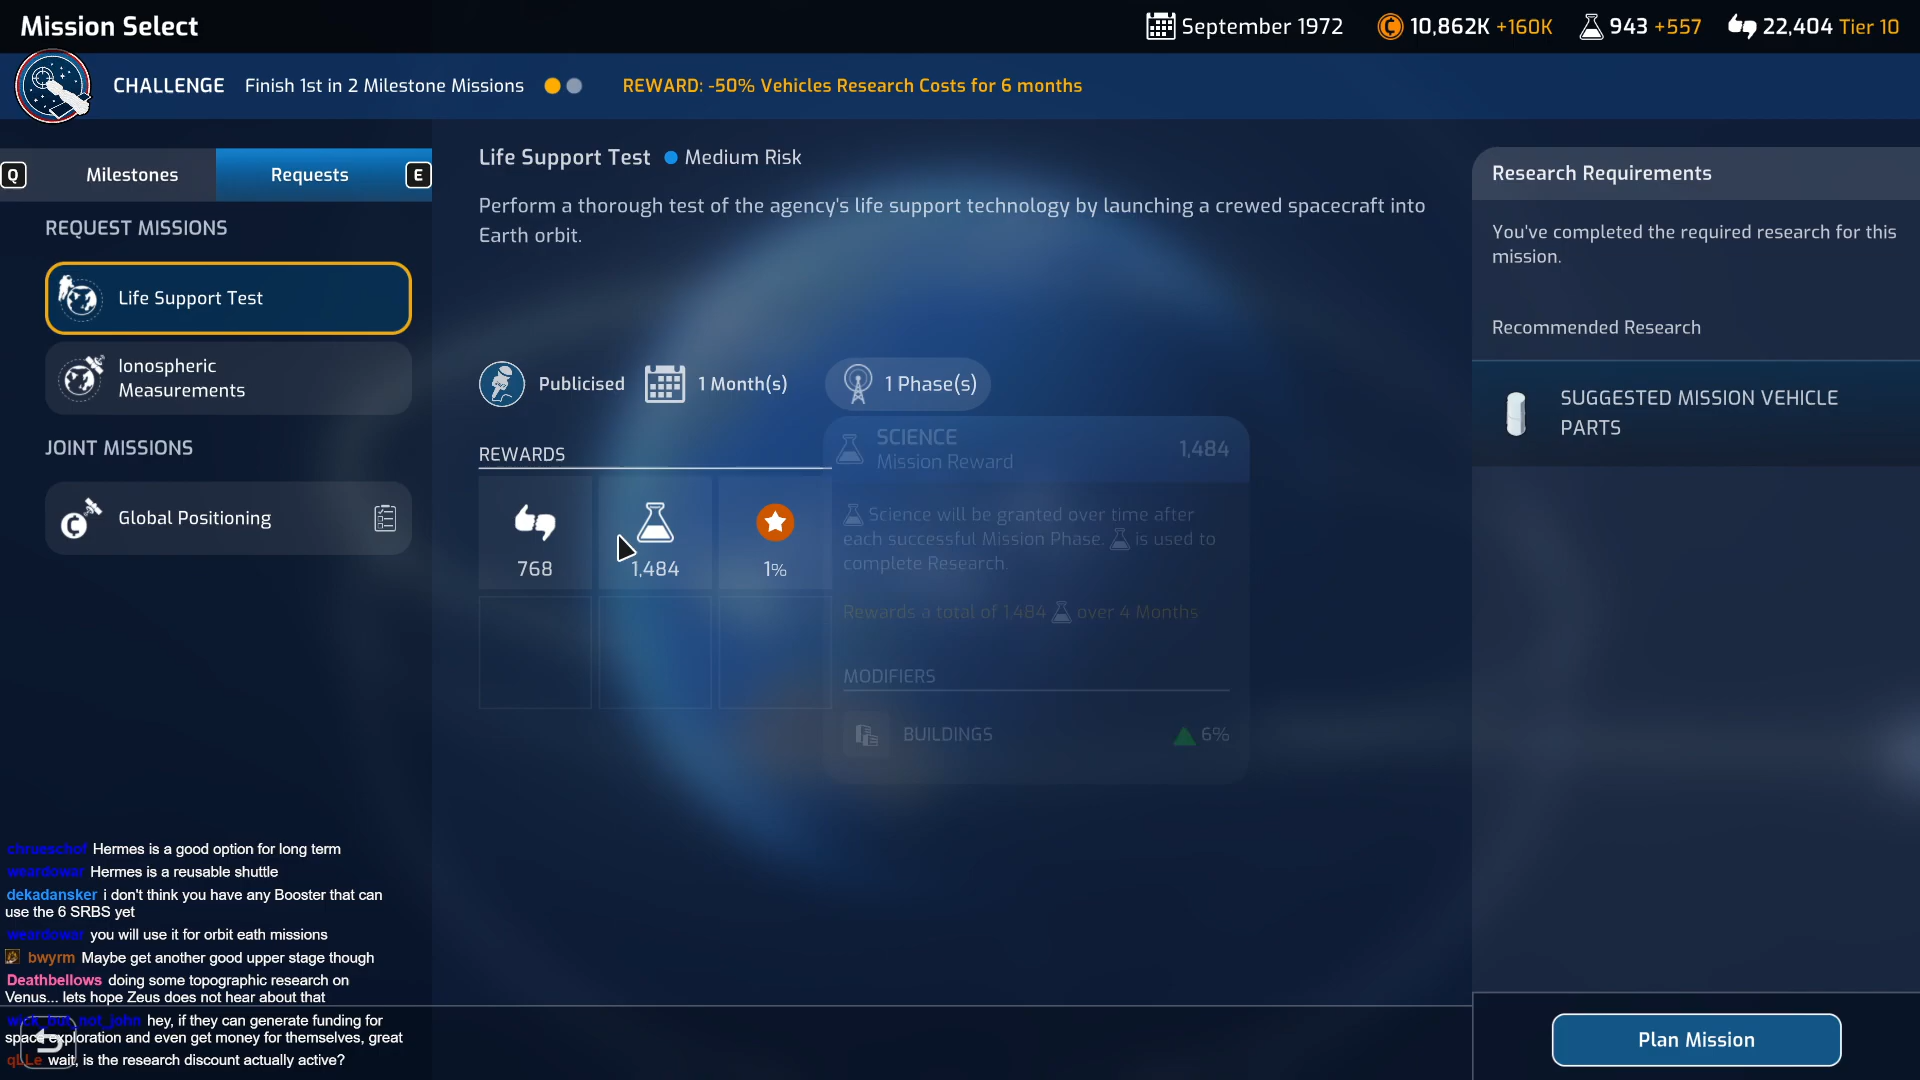 Mission Select
September 1972
10,862K +160K
943 +557
22,404 Tier 10
CHALLENGE Finish 1st in 2 Milestone Missions
REWARD: -50% Vehicles Research Costs for 6 months
Q Milestones Requests E
REQUEST MISSIONS
Life Support Test
Ionospheric
Measurements
JOINT MISSIONS
Global Positioning
Life Support Test Medium Risk
Perform a thorough test of the agency's life support technology by launching a crewed spacecraft into
Earth orbit.
Publicised 1 Month(s) 1 Phase(s)
REWARDS
768 1,484 1%
SCIENCE
Mission Reward
1,484
Science will be granted over time after
each successful Mission Phase. is used to
complete Research.
Rewards a total of 1,484 over 4 Months
MODIFIERS
BUILDINGS 6%
Research Requirements
You've completed the required research for this
mission.
Recommended Research
SUGGESTED MISSION VEHICLE
PARTS
Plan Mission
chrueschof Hermes is a good option for long term
weardowar Hermes is a reusable shuttle
dekadansker i don't think you have any Booster that can
use the 6 SRBS yet
weardowar you will use it for orbit eath missions
bwyrm Maybe get another good upper stage though
Deathbellows doing some topographic research on
Venus... lets hope Zeus does not hear about that
wick_but_not_john hey, if they can generate funding for
space exploration and even get money for themselves, great
qLLe wait, is the research discount actually active?